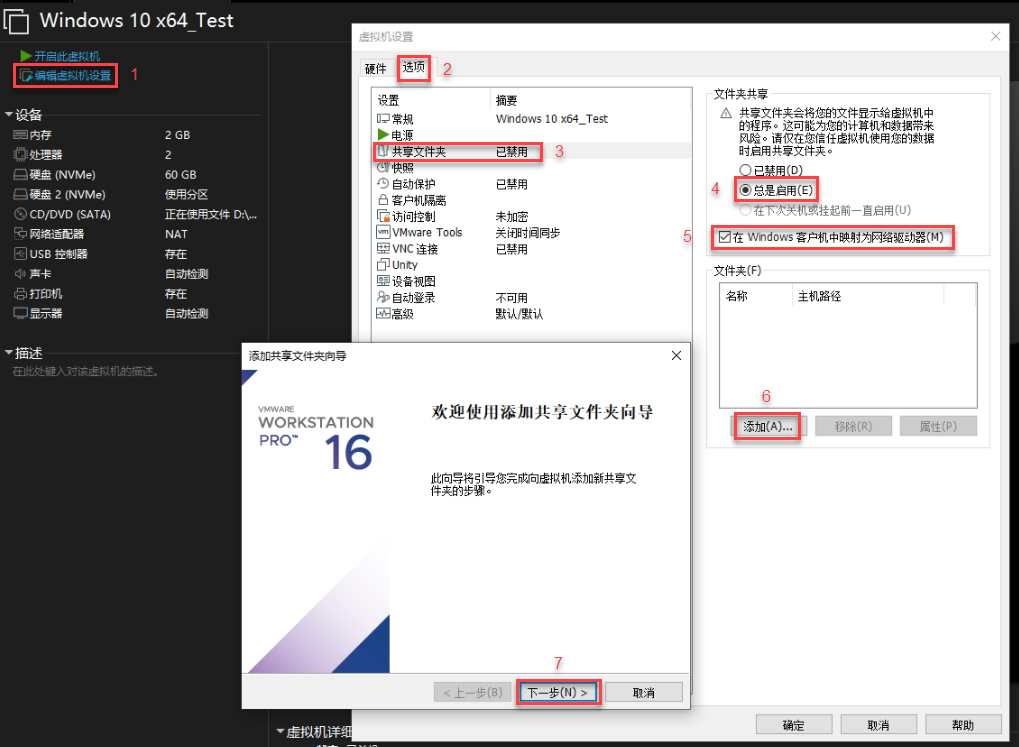 Windows 10 x64_Test
开启此虚拟机
编辑虚拟机设置 1
设备
内存 2 GB
处理器 2
硬盘 (NVMe) 60 GB
硬盘 2 (NVMe) 使用分区
CD/DVD (SATA) 正在使用文件 D:\...
网络适配器 NAT
USB 控制器 存在
声卡 自动检测
打印机 存在
显示器 自动检测
描述
在此处键入对该虚拟机的描述。
虚拟机设置
硬件 选项 2
设置 摘要
常规 Windows 10 x64_Test
电源
共享文件夹 已禁用 3
快照
自动保护 已禁用
客户机隔离
访问控制 未加密
VMware Tools 关闭时间同步
VNC 连接 已禁用
Unity
设备视图
自动登录 不可用
高级 默认/默认
文件夹共享
共享文件夹会将您的文件显示给虚拟机中
的程序。这可能为您的计算机和数据带来
风险。请仅在您信任虚拟机使用您的数据
时启用共享文件夹。
已禁用(D)
4 总是启用(E)
在下次关机或挂起前一直启用(U)
5 在 Windows 客户机中映射为网络驱动器(M)
文件夹(F)
名称 主机路径
6
添加(A)... 移除(R) 属性(P)
添加共享文件夹向导
VMWARE
WORKSTATION
PRO™ 16
欢迎使用添加共享文件夹向导
此向导将引导您完成向虚拟机添加新共享文
件夹的步骤。
7
< 上一步(B) 下一步(N) > 取消
确定 取消 帮助
虚拟机详细